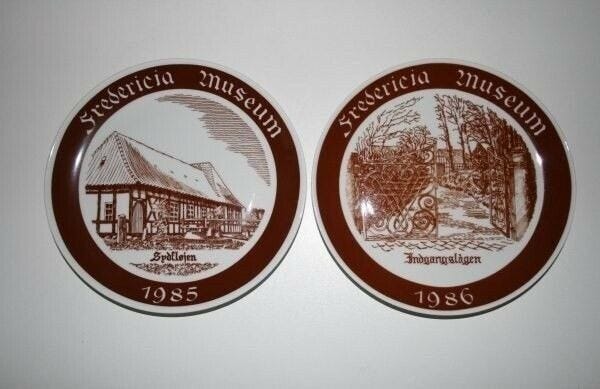 Fredericia Museum
Sydfløjen
1985
Fredericia Museum
Indgangslågen
1986